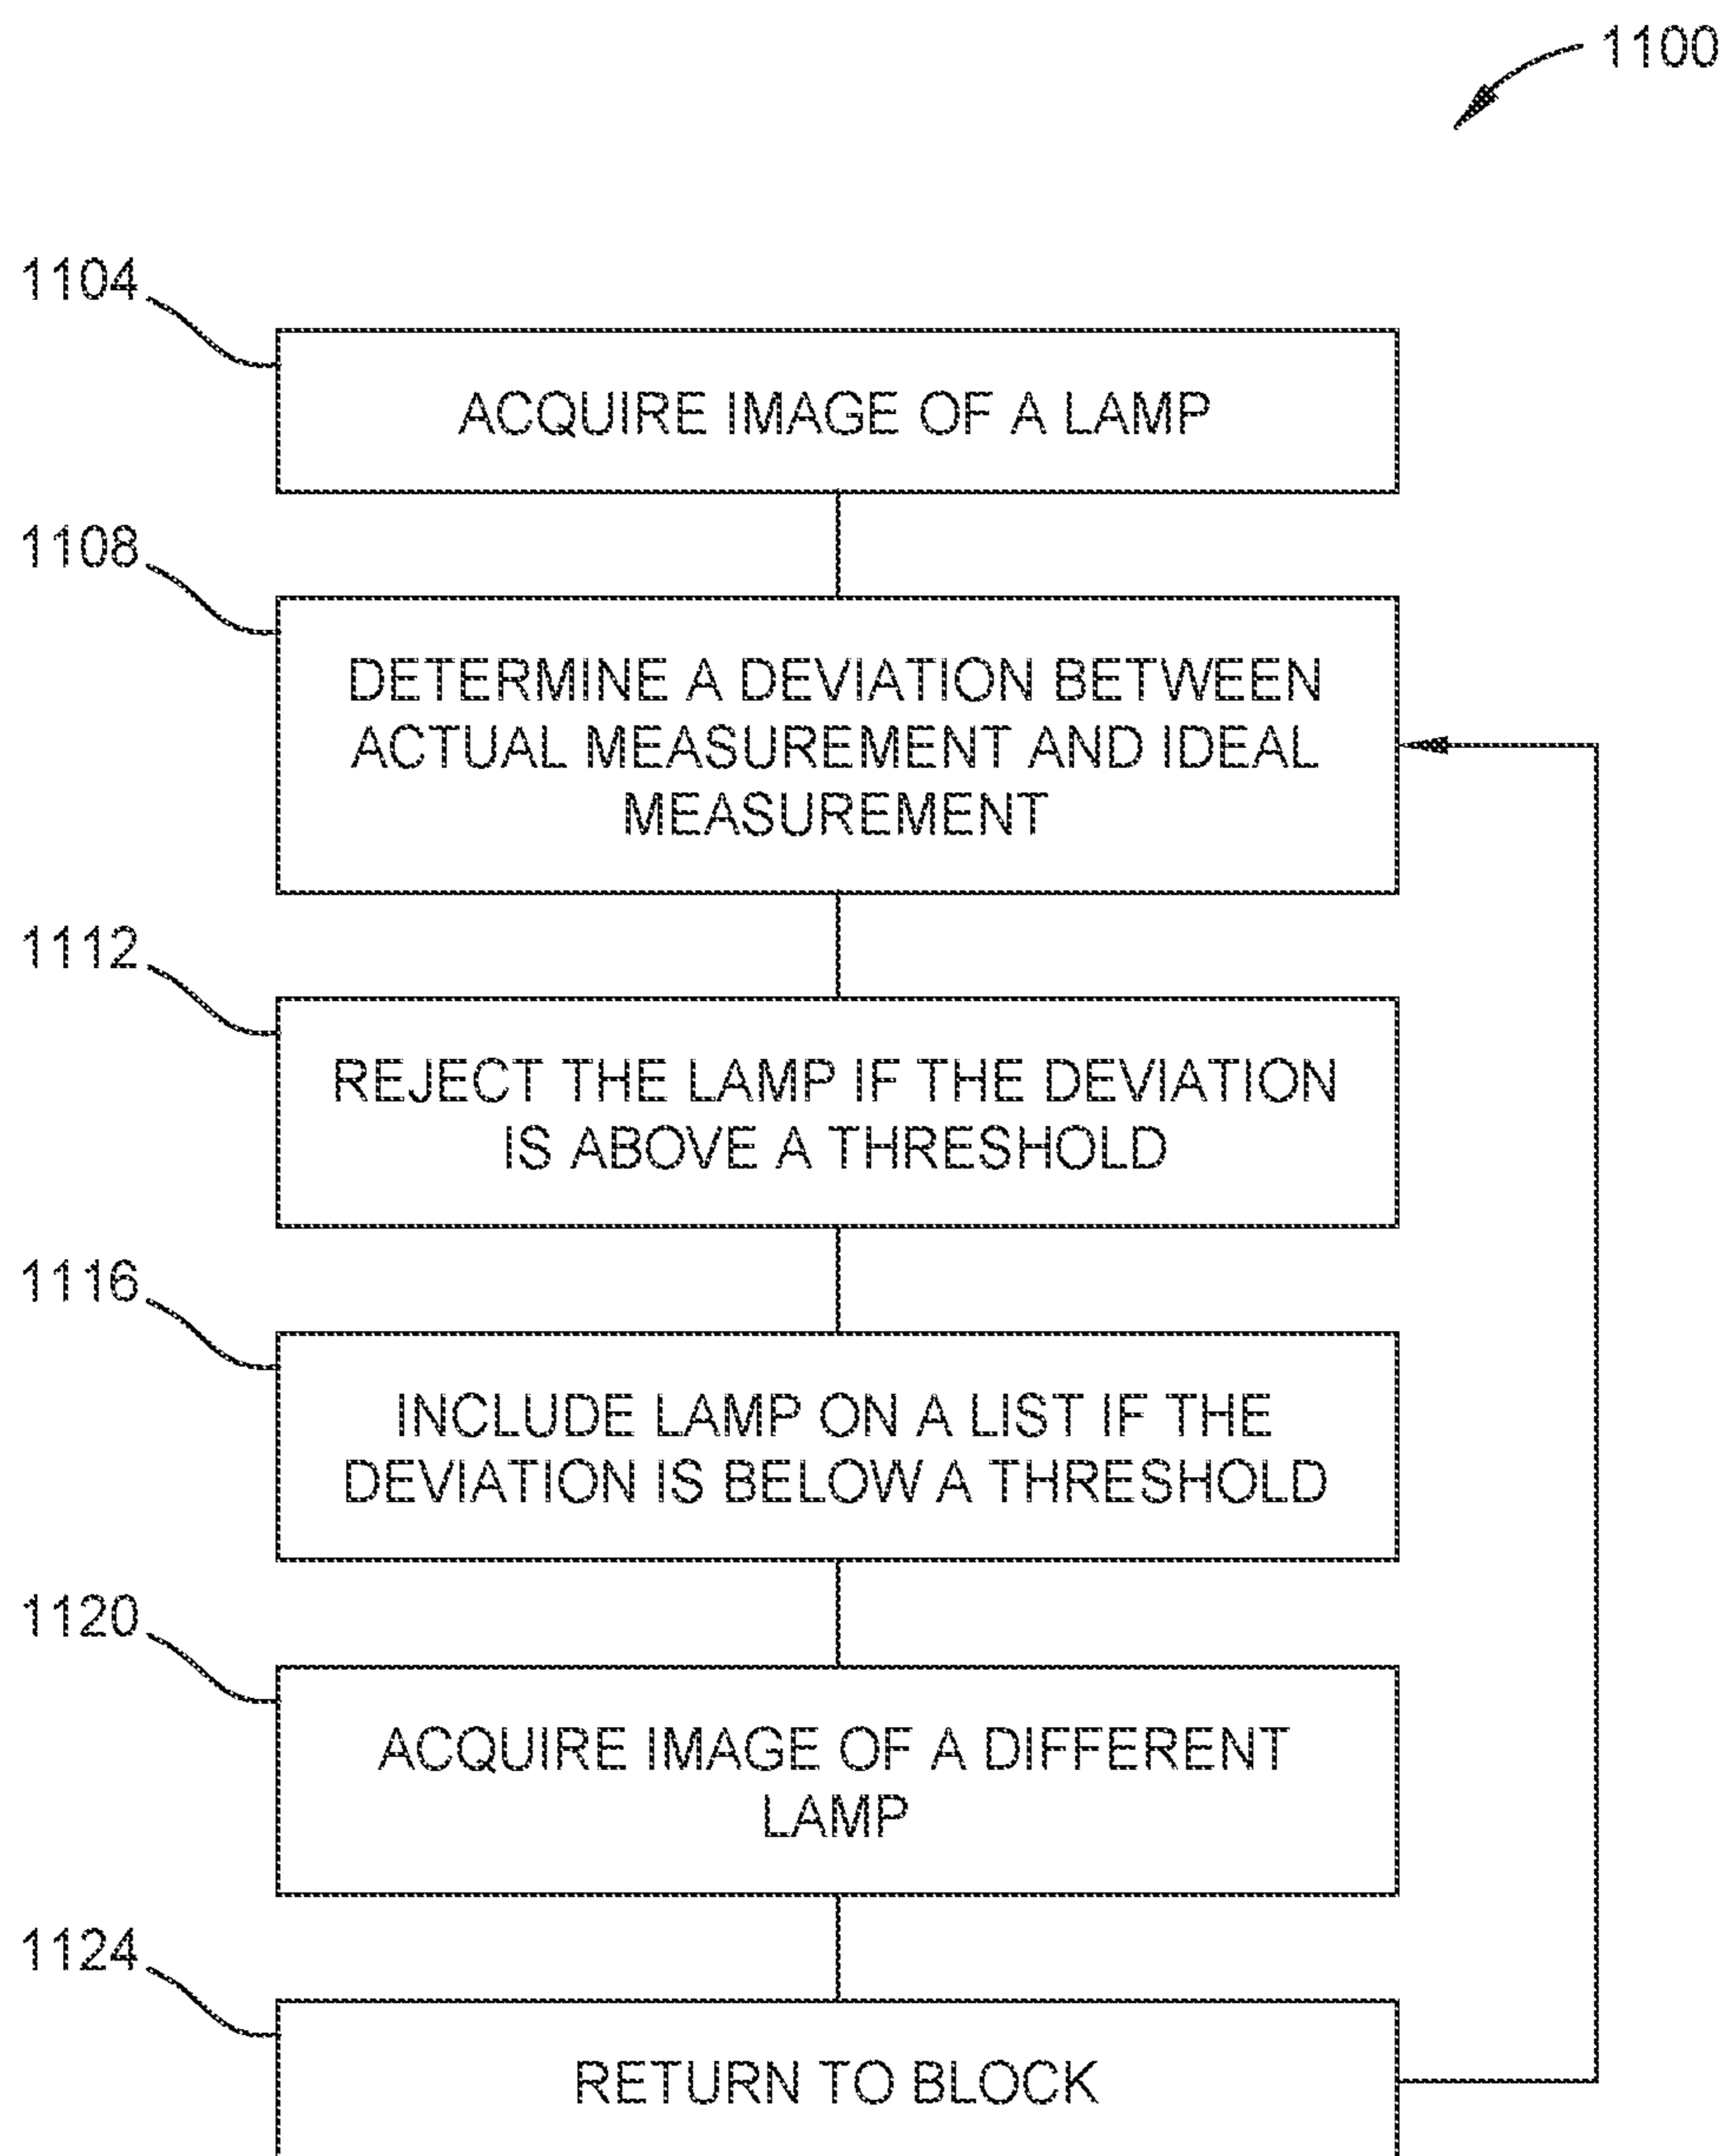 1100
1104
ACQUIRE IMAGE OF A LAMP
1108
DETERMINE A DEVIATION BETWEEN
ACTUAL MEASUREMENT AND IDEAL
MEASUREMENT
1112
REJECT THE LAMP IF THE DEVIATION
IS ABOVE A THRESHOLD
1116
INCLUDE LAMP ON A LIST IF THE
DEVIATION IS BELOW A THRESHOLD
1120
ACQUIRE IMAGE OF A DIFFERENT
LAMP
1124
RETURN TO BLOCK